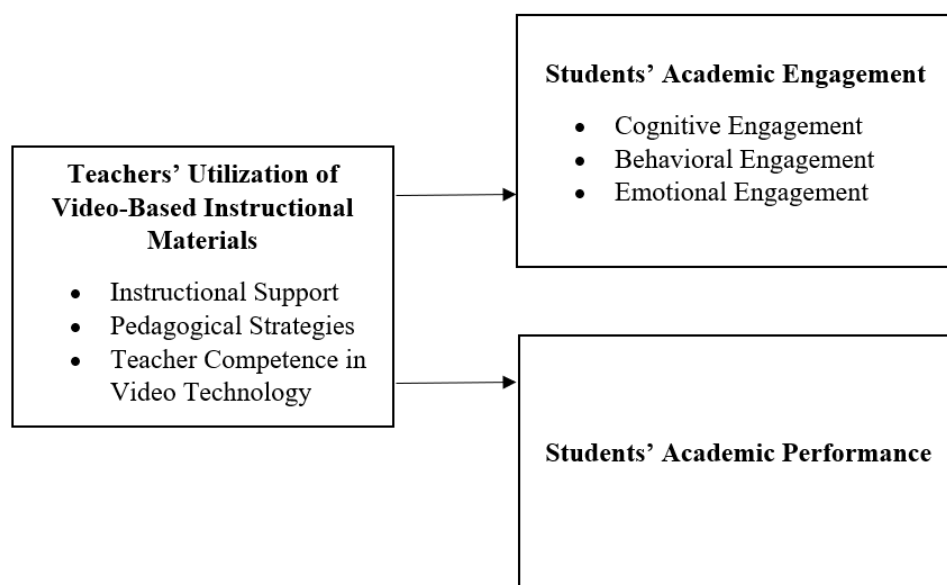 Teachers’ Utilization of
Video-Based Instructional
Materials
• Instructional Support
• Pedagogical Strategies
• Teacher Competence in
Video Technology
Students’ Academic Engagement
• Cognitive Engagement
• Behavioral Engagement
• Emotional Engagement
Students’ Academic Performance